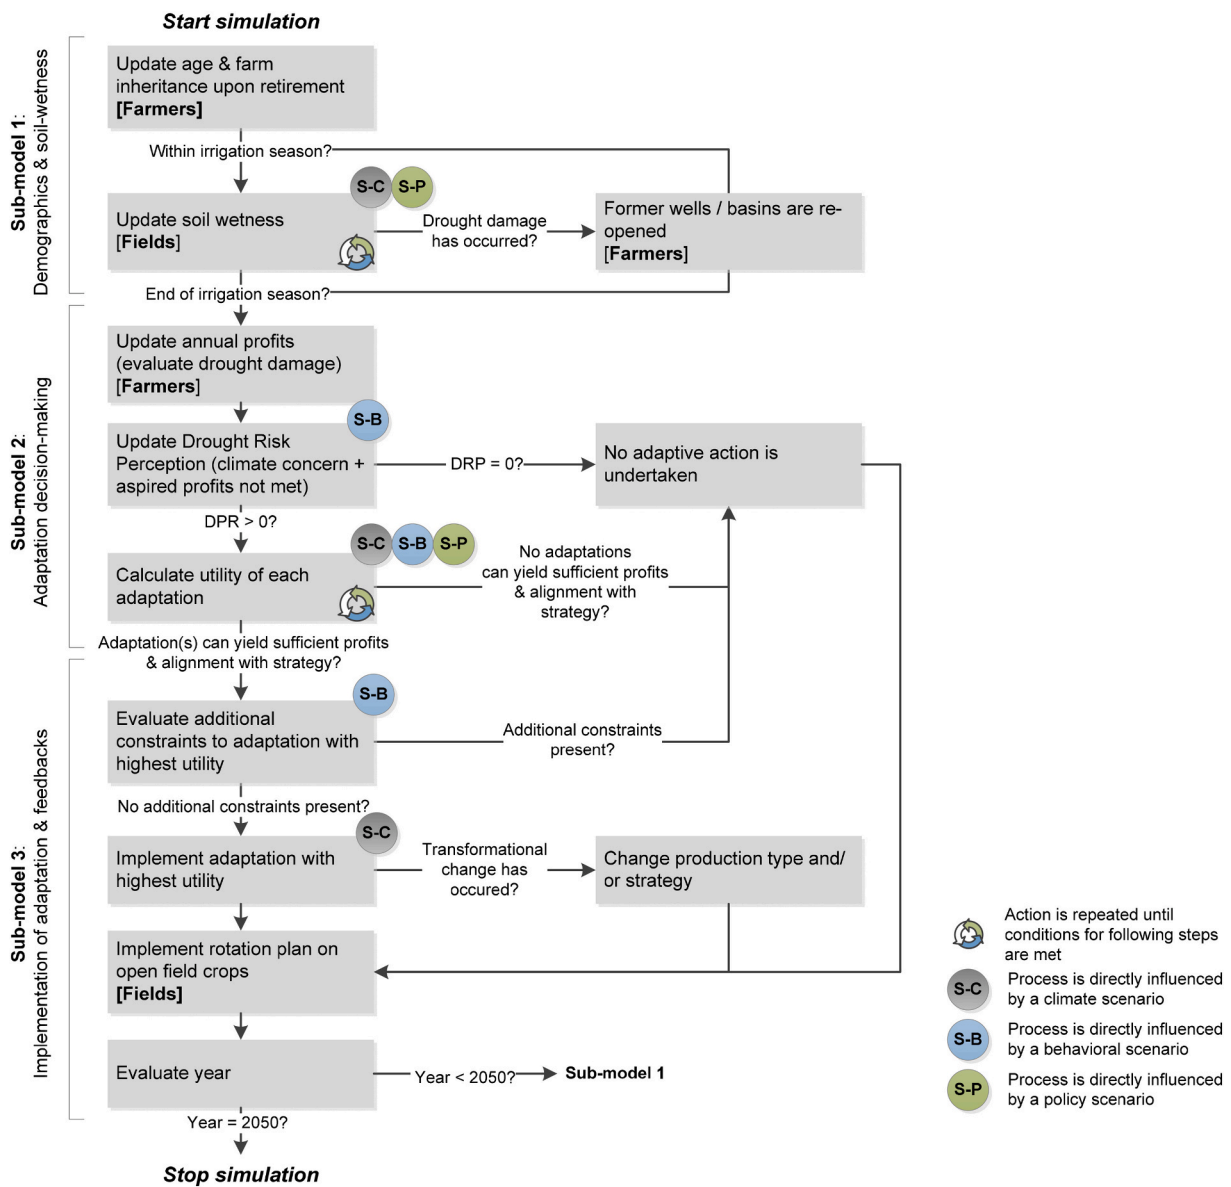 Start simulation
Sub-model 1:
Demographics & soil-wetness
Update age & farm
inheritance upon retirement
[Farmers]
Within irrigation season?
S-C
S-P
Update soil wetness
[Fields]
Drought damage
has occurred?
Former wells / basins are re-
opened
[Farmers]
End of irrigation season?
Sub-model 2:
Adaptation decision-making
Update annual profits
(evaluate drought damage)
[Farmers]
S-B
Update Drought Risk
Perception (climate concern +
aspired profits not met)
DRP = 0?
No adaptive action is
undertaken
DPR > 0?
S-C
S-B
S-P
Calculate utility of each
adaptation
No adaptations
can yield sufficient profits
& alignment with
strategy?
Adaptation(s) can yield sufficient profits
& alignment with strategy?
Sub-model 3:
Implementation of adaptation & feedbacks
S-B
Evaluate additional
constraints to adaptation with
highest utility
Additional constraints
present?
No additional constraints present?
S-C
Implement adaptation with
highest utility
Transformational
change has
occured?
Change production type and/
or strategy
Implement rotation plan on
open field crops
[Fields]
Evaluate year
Year < 2050?
Sub-model 1
Year = 2050?
Stop simulation
Action is repeated until
conditions for following steps
are met
S-C
Process is directly influenced
by a climate scenario
S-B
Process is directly influenced
by a behavioral scenario
S-P
Process is directly influenced
by a policy scenario